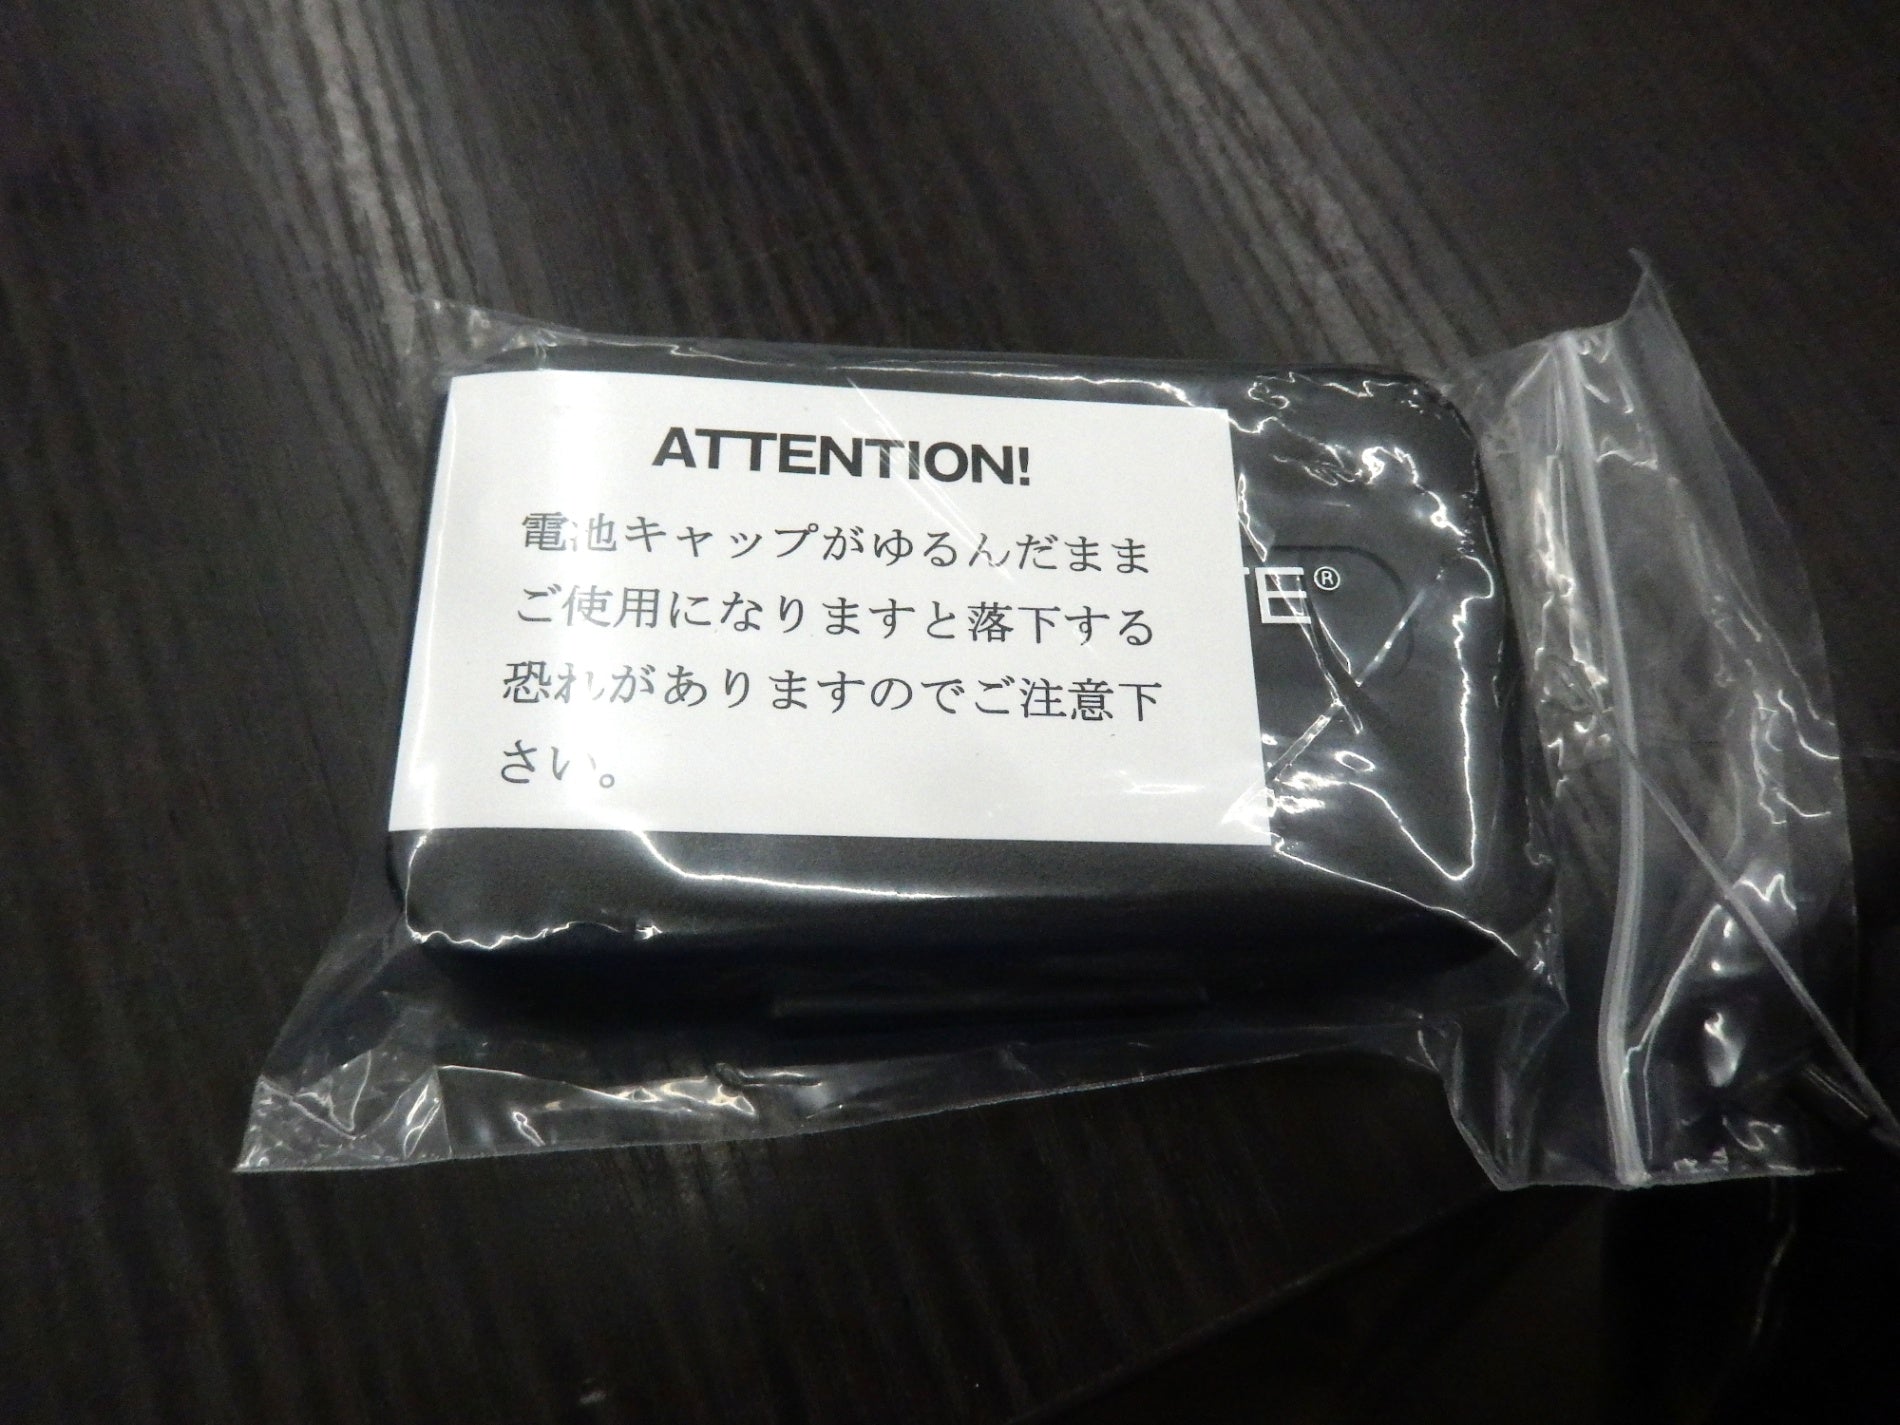 ATTENTION!
電池キャップがゆるんだまま
ご使用になりますと落下する
恐れがありますのでご注意下
さい。
TE®